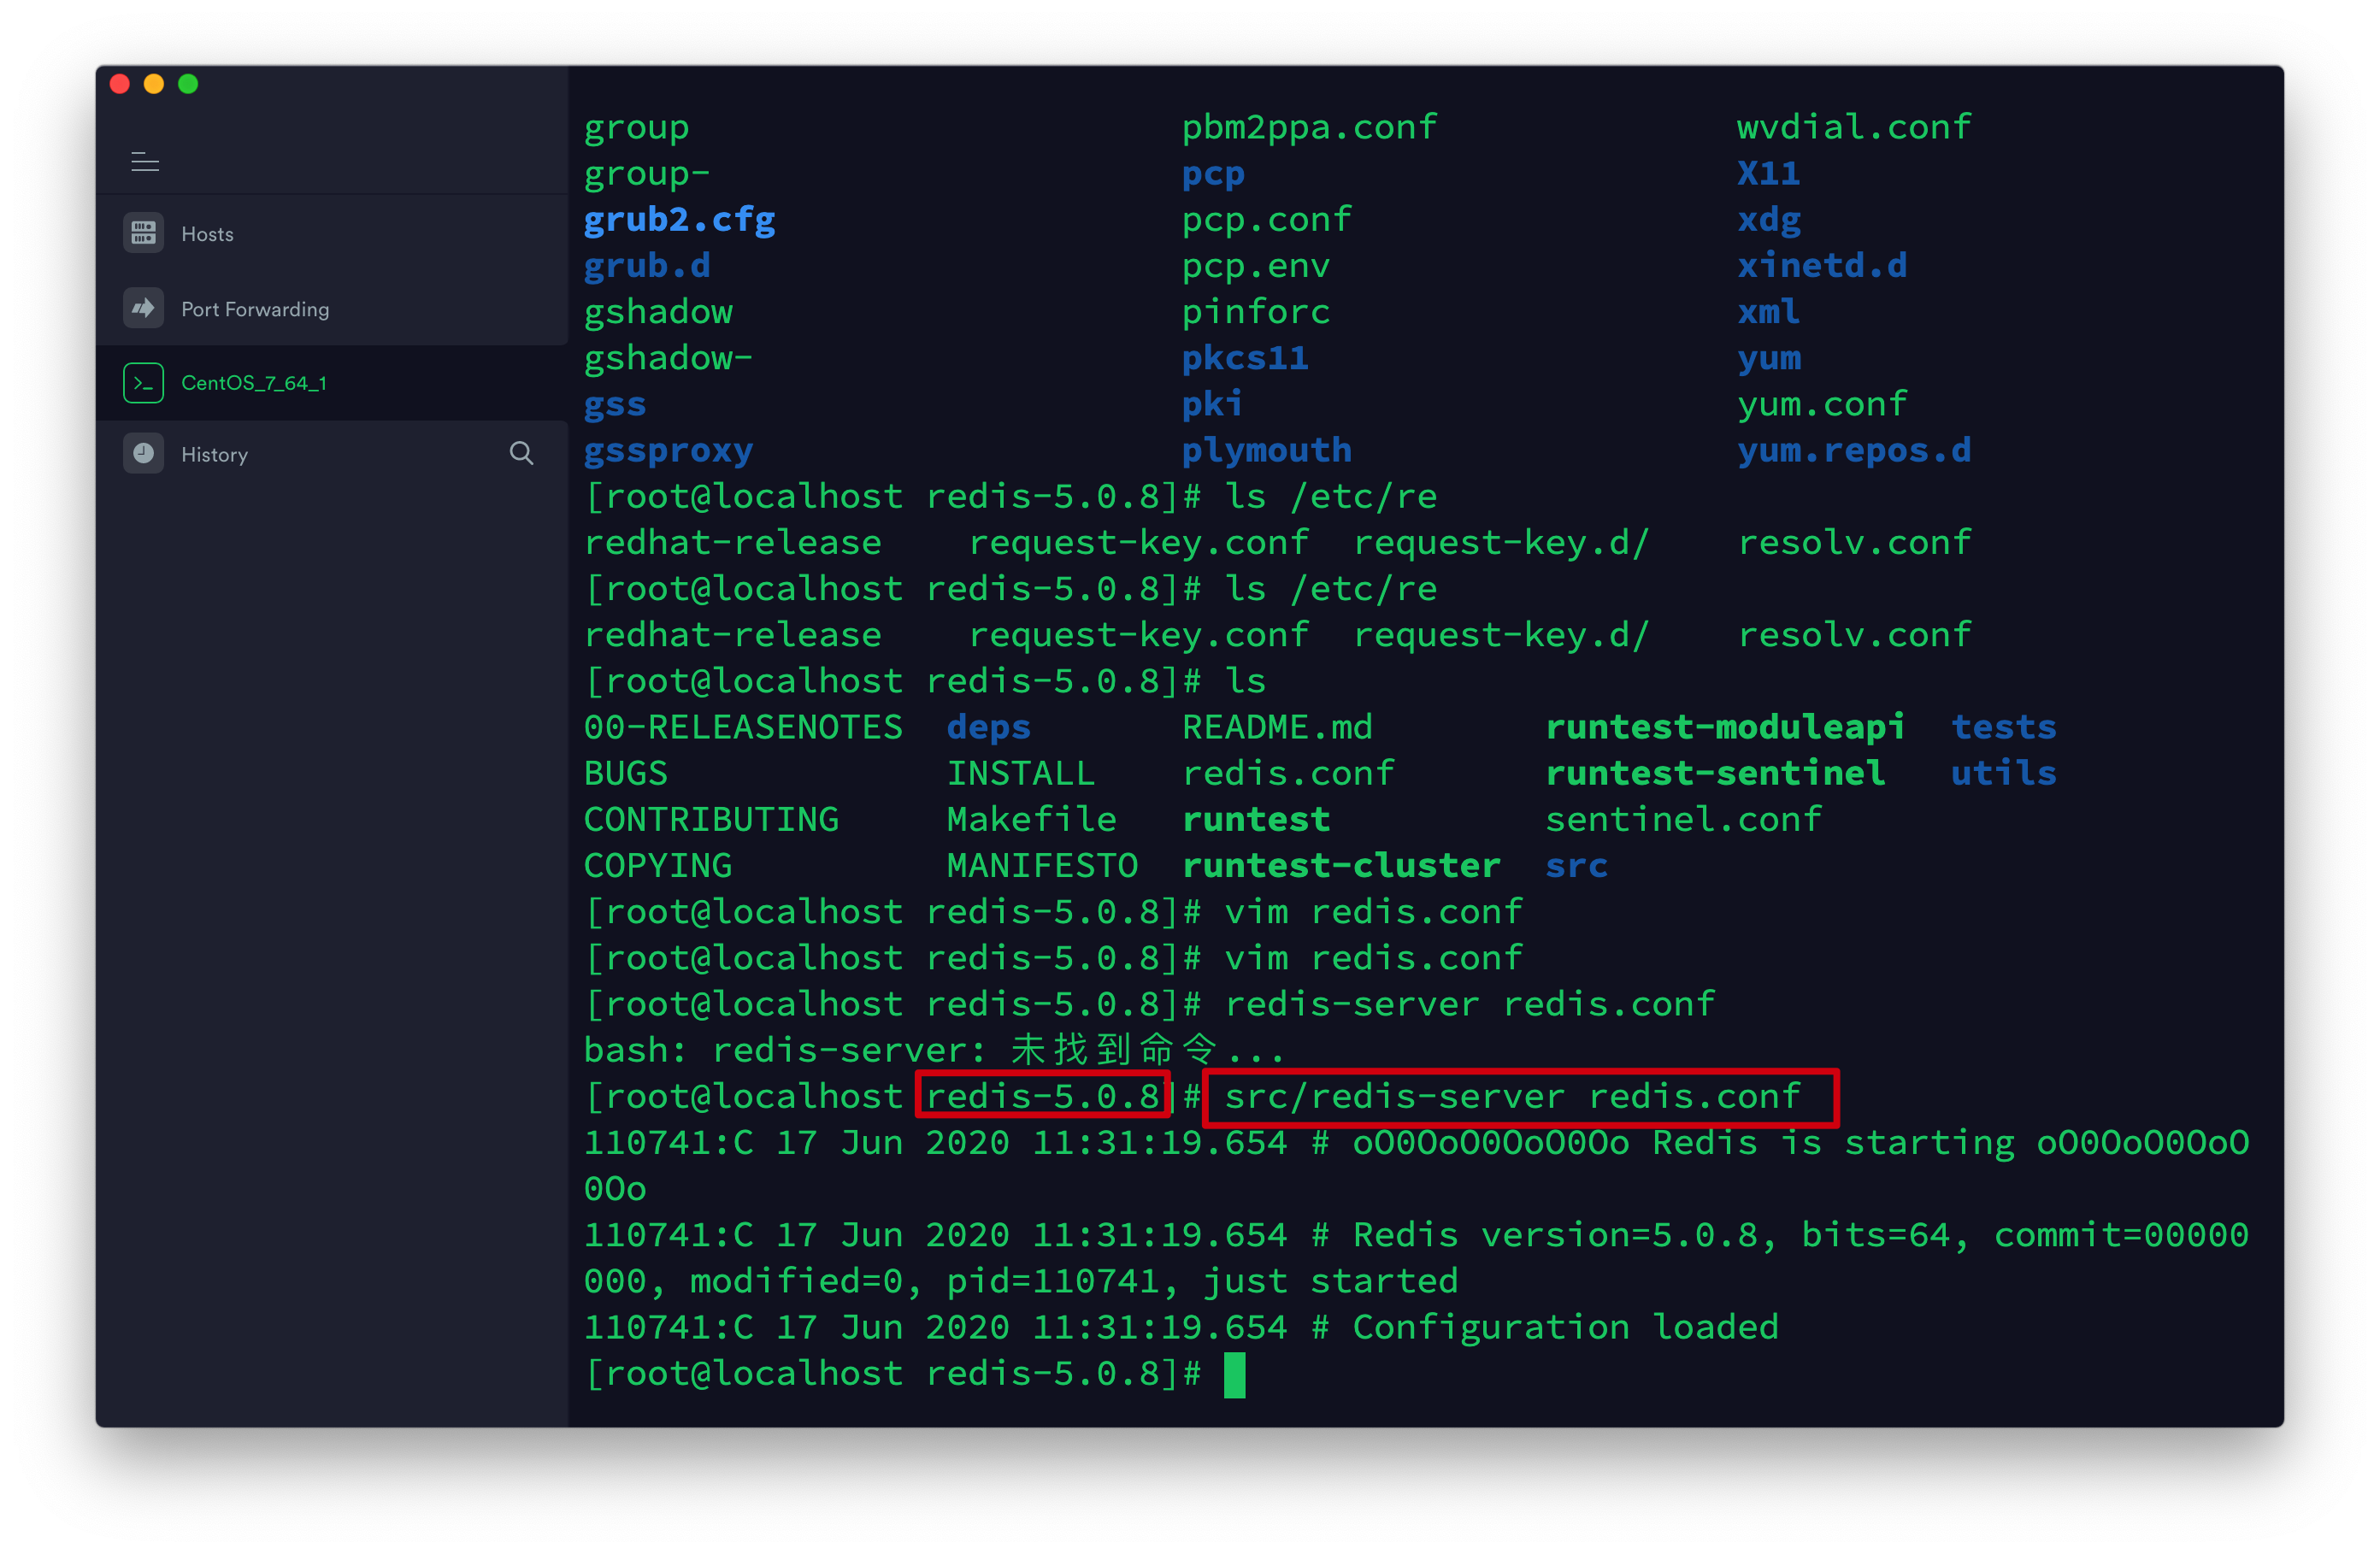 Hosts
Port Forwarding
CentOS_7_64_1
History
group pbm2ppa.conf wvdial.conf
group- pcp X11
grub2.cfg pcp.conf xdg
grub.d pcp.env xinetd.d
gshadow pinforc xml
gshadow- pkcs11 yum
gss pki yum.conf
gssproxy plymouth yum.repos.d
[root@localhost redis-5.0.8]# ls /etc/re
redhat-release request-key.conf request-key.d/ resolv.conf
[root@localhost redis-5.0.8]# ls /etc/re
redhat-release request-key.conf request-key.d/ resolv.conf
[root@localhost redis-5.0.8]# ls
00-RELEASENOTES deps README.md runtest-moduleapi tests
BUGS INSTALL redis.conf runtest-sentinel utils
CONTRIBUTING Makefile runtest sentinel.conf
COPYING MANIFESTO runtest-cluster src
[root@localhost redis-5.0.8]# vim redis.conf
[root@localhost redis-5.0.8]# vim redis.conf
[root@localhost redis-5.0.8]# redis-server redis.conf
bash: redis-server: 未找到命令...
[root@localhost redis-5.0.8]# src/redis-server redis.conf
110741:C 17 Jun 2020 11:31:19.654 # oO0OoO0OoO0Oo Redis is starting oO0OoO0OoO
0Oo
110741:C 17 Jun 2020 11:31:19.654 # Redis version=5.0.8, bits=64, commit=00000
000, modified=0, pid=110741, just started
110741:C 17 Jun 2020 11:31:19.654 # Configuration loaded
[root@localhost redis-5.0.8]#